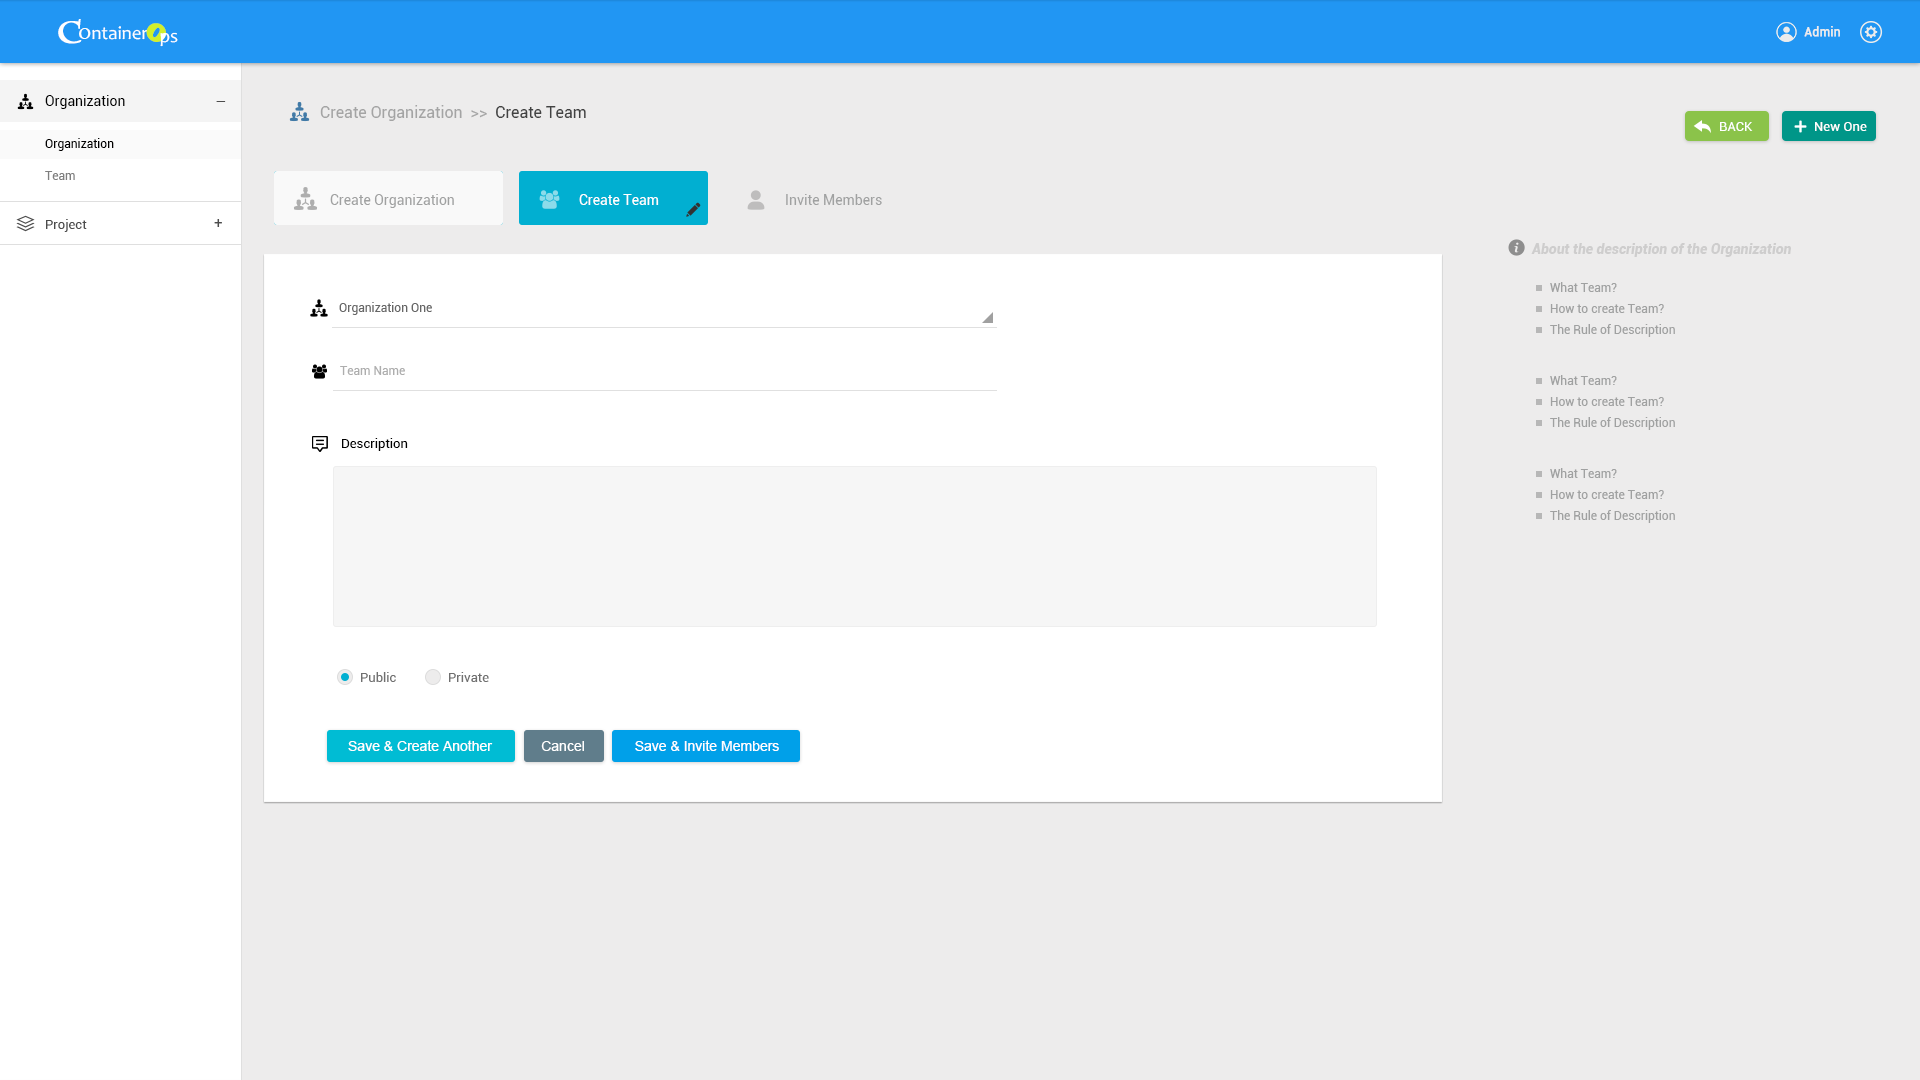 ContainerOps
Admin
Organization
Organization
Team
Project
Create Organization >> Create Team
BACK
New One
Create Organization
Create Team
Invite Members
Organization One
Team Name
Description
Public
Private
Save & Create Another
Cancel
Save & Invite Members
About the description of the Organization
What Team?
How to create Team?
The Rule of Description
What Team?
How to create Team?
The Rule of Description
What Team?
How to create Team?
The Rule of Description